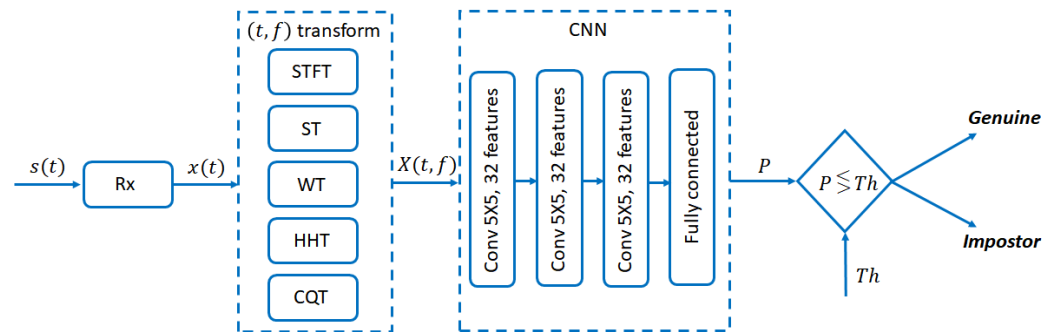 (t, f) transform
STFT
ST
WT
HHT
CQT
s(t)
Rx
x(t)
X(t, f)
CNN
Conv 5X5, 32 features
Conv 5X5, 32 features
Conv 5X5, 32 features
Fully connected
P
P ≶ Th
Th
Genuine
Impostor